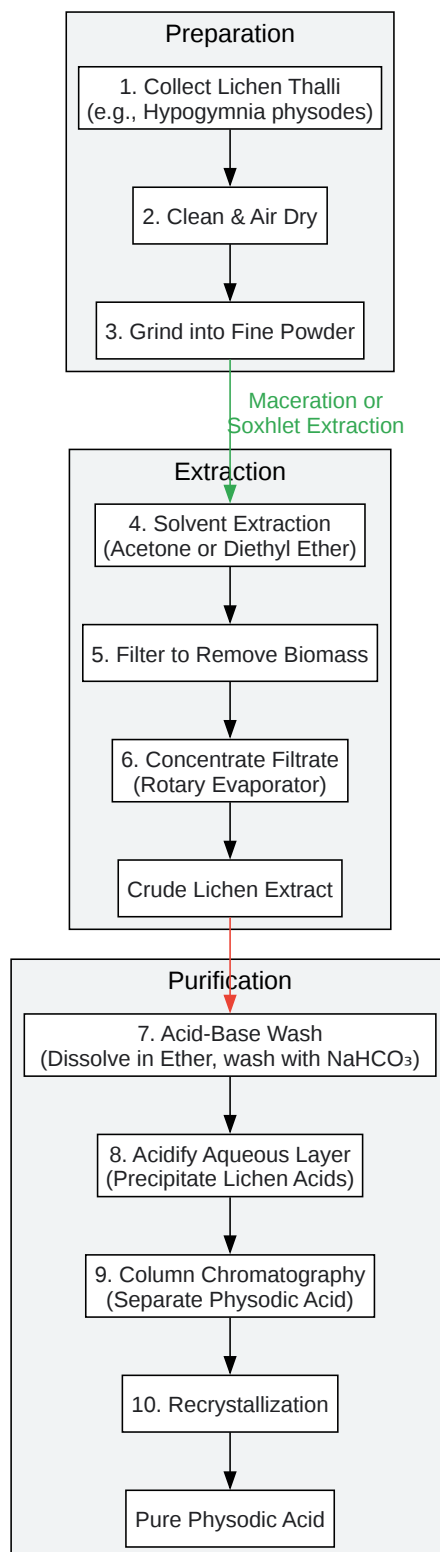 Preparation
1. Collect Lichen Thalli
(e.g., Hypogymnia physodes)
2. Clean & Air Dry
3. Grind into Fine Powder
Maceration or
Soxhlet Extraction
Extraction
4. Solvent Extraction
(Acetone or Diethyl Ether)
5. Filter to Remove Biomass
6. Concentrate Filtrate
(Rotary Evaporator)
Crude Lichen Extract
Purification
7. Acid-Base Wash
(Dissolve in Ether, wash with NaHCO₃)
8. Acidify Aqueous Layer
(Precipitate Lichen Acids)
9. Column Chromatography
(Separate Physodic Acid)
10. Recrystallization
Pure Physodic Acid